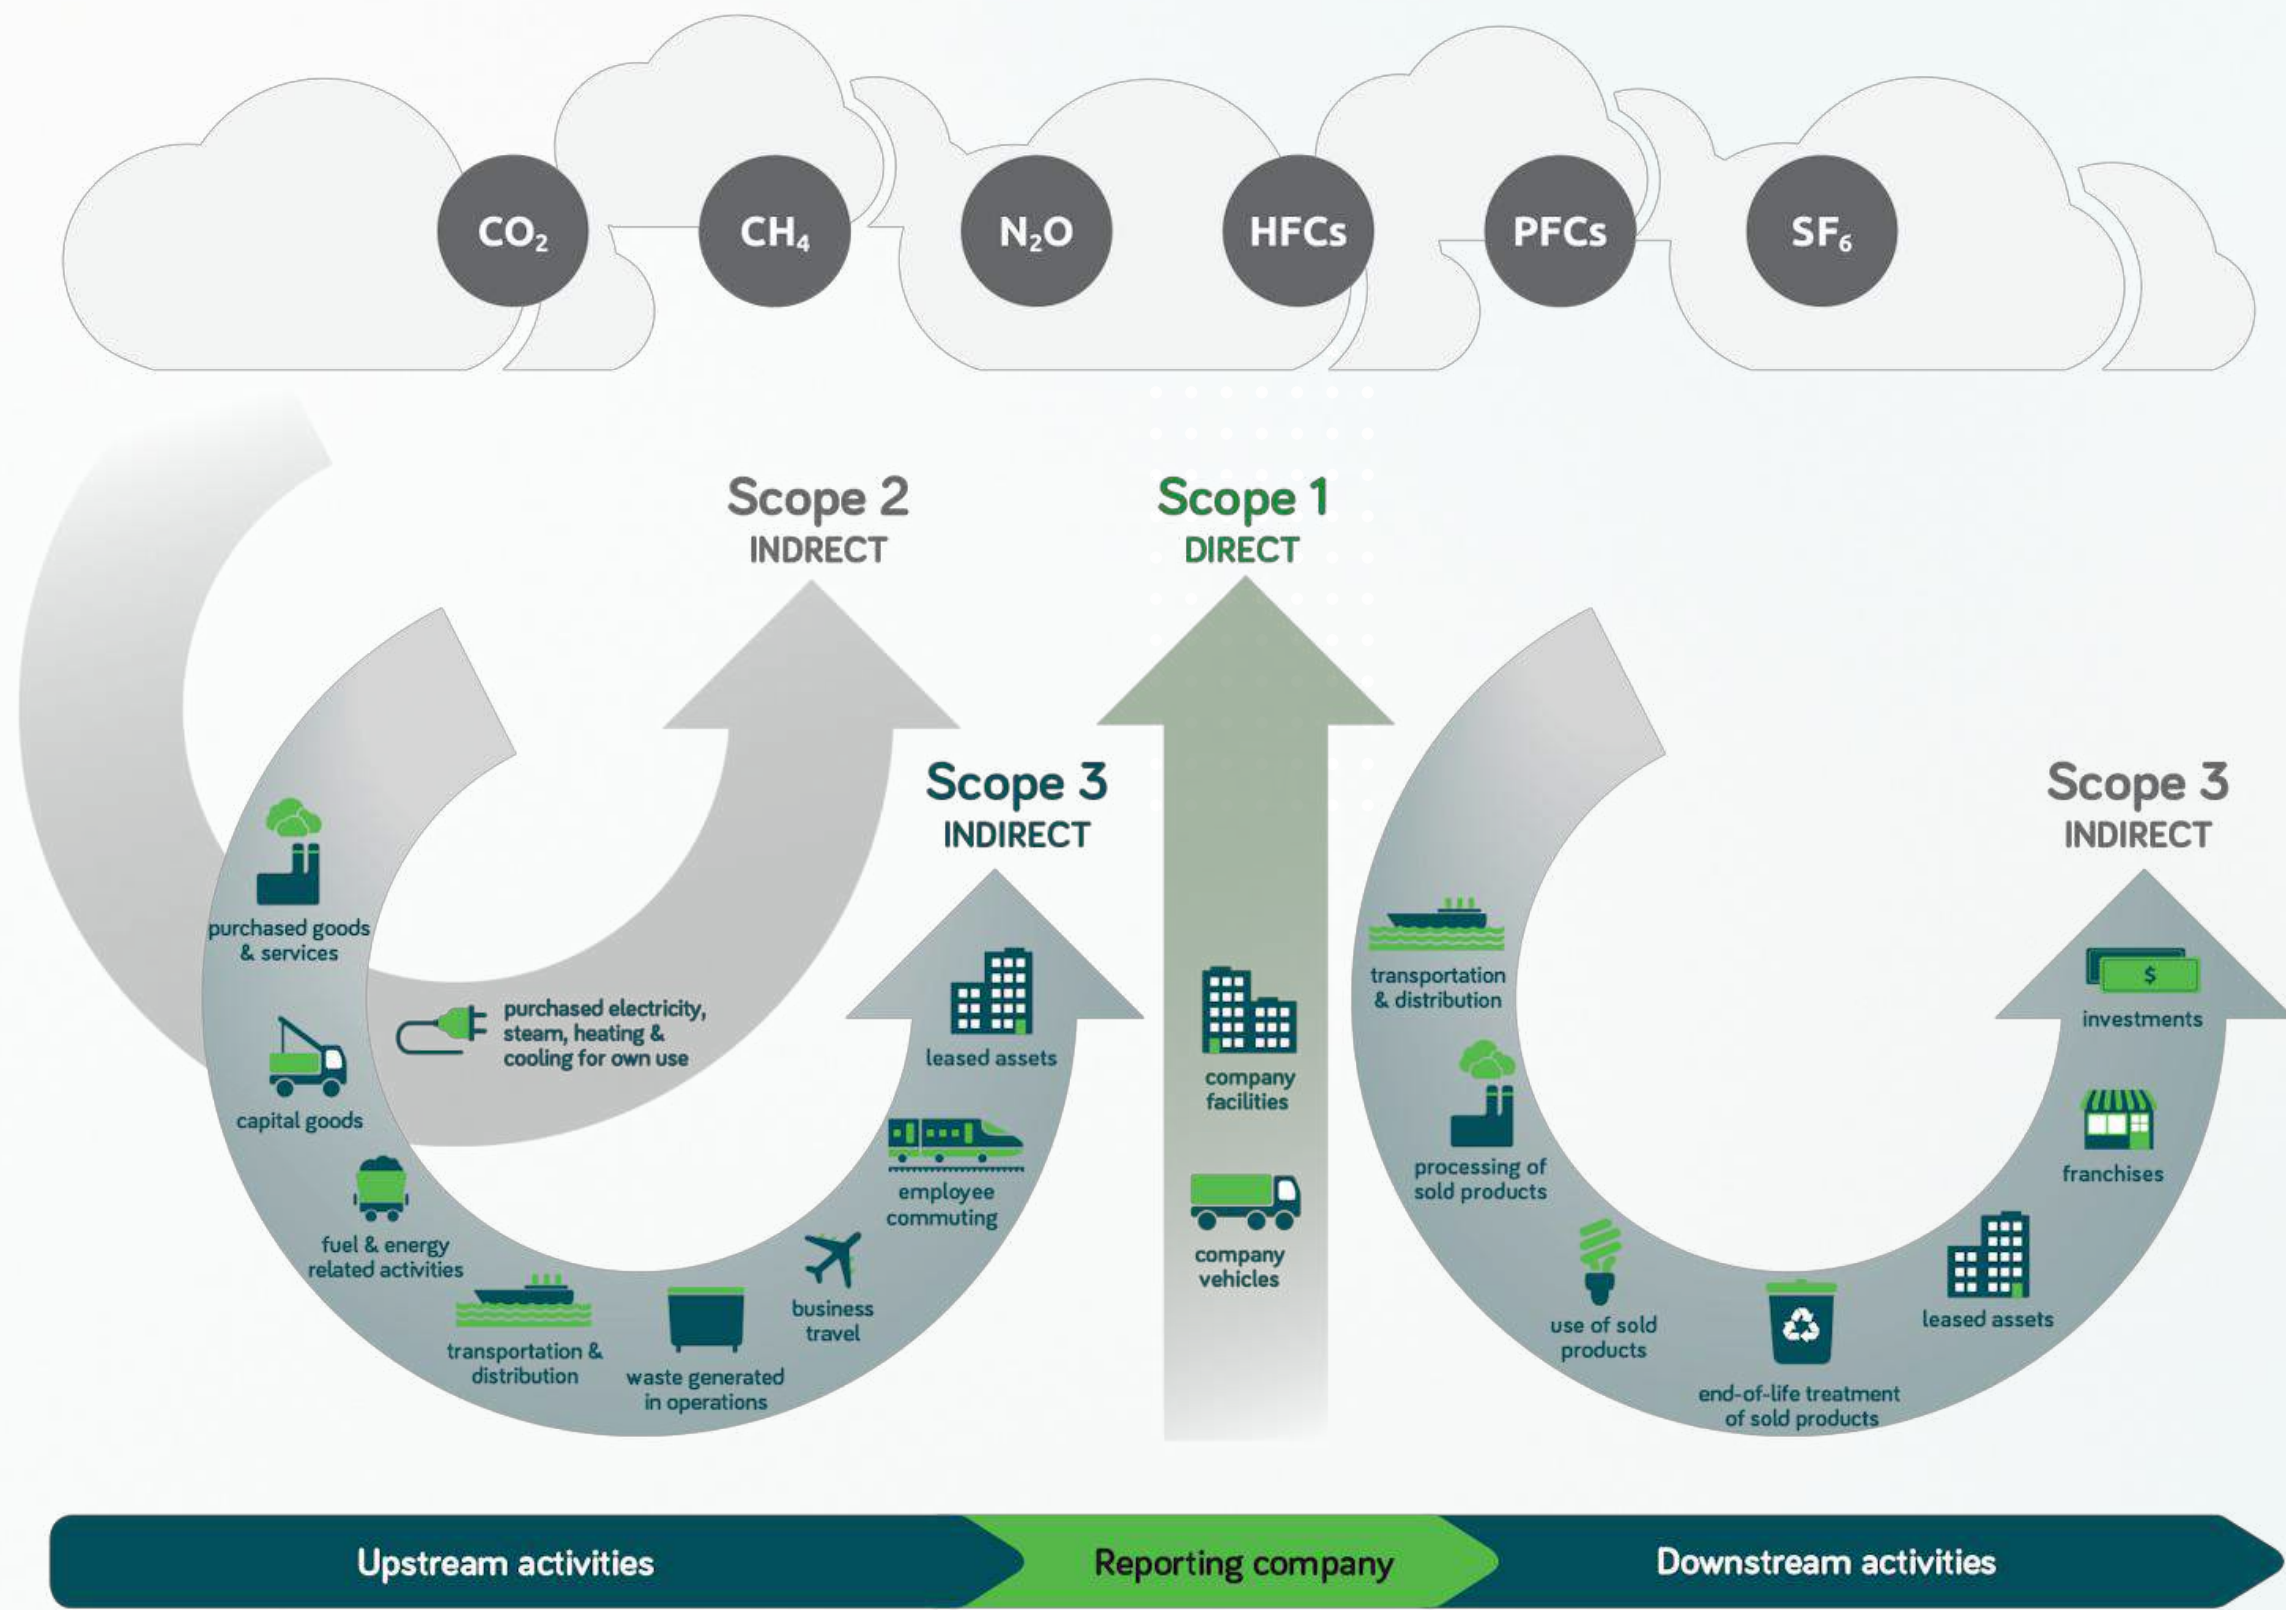 CO₂
CH₄
N₂O
HFCs
PFCs
SF₆
Scope 2
INDRECT
Scope 1
DIRECT
Scope 3
INDIRECT
Scope 3
INDIRECT
purchased goods
& services
capital goods
fuel & energy
related activities
transportation &
distribution
waste generated
in operations
business
travel
employee
commuting
leased assets
purchased electricity,
steam, heating &
cooling for own use
company
facilities
company
vehicles
transportation
& distribution
processing of
sold products
use of sold
products
end-of-life treatment
of sold products
leased assets
franchises
$
investments
Upstream activities
Reporting company
Downstream activities